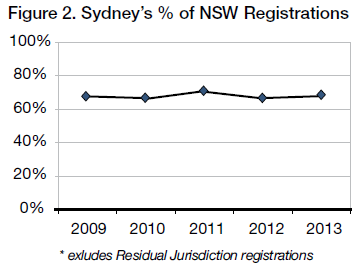 Figure 2. Sydney's % of NSW Registrations
100%
80%
60%
40%
20%
0%
2009 2010 2011 2012 2013
* exludes Residual Jurisdiction registrations